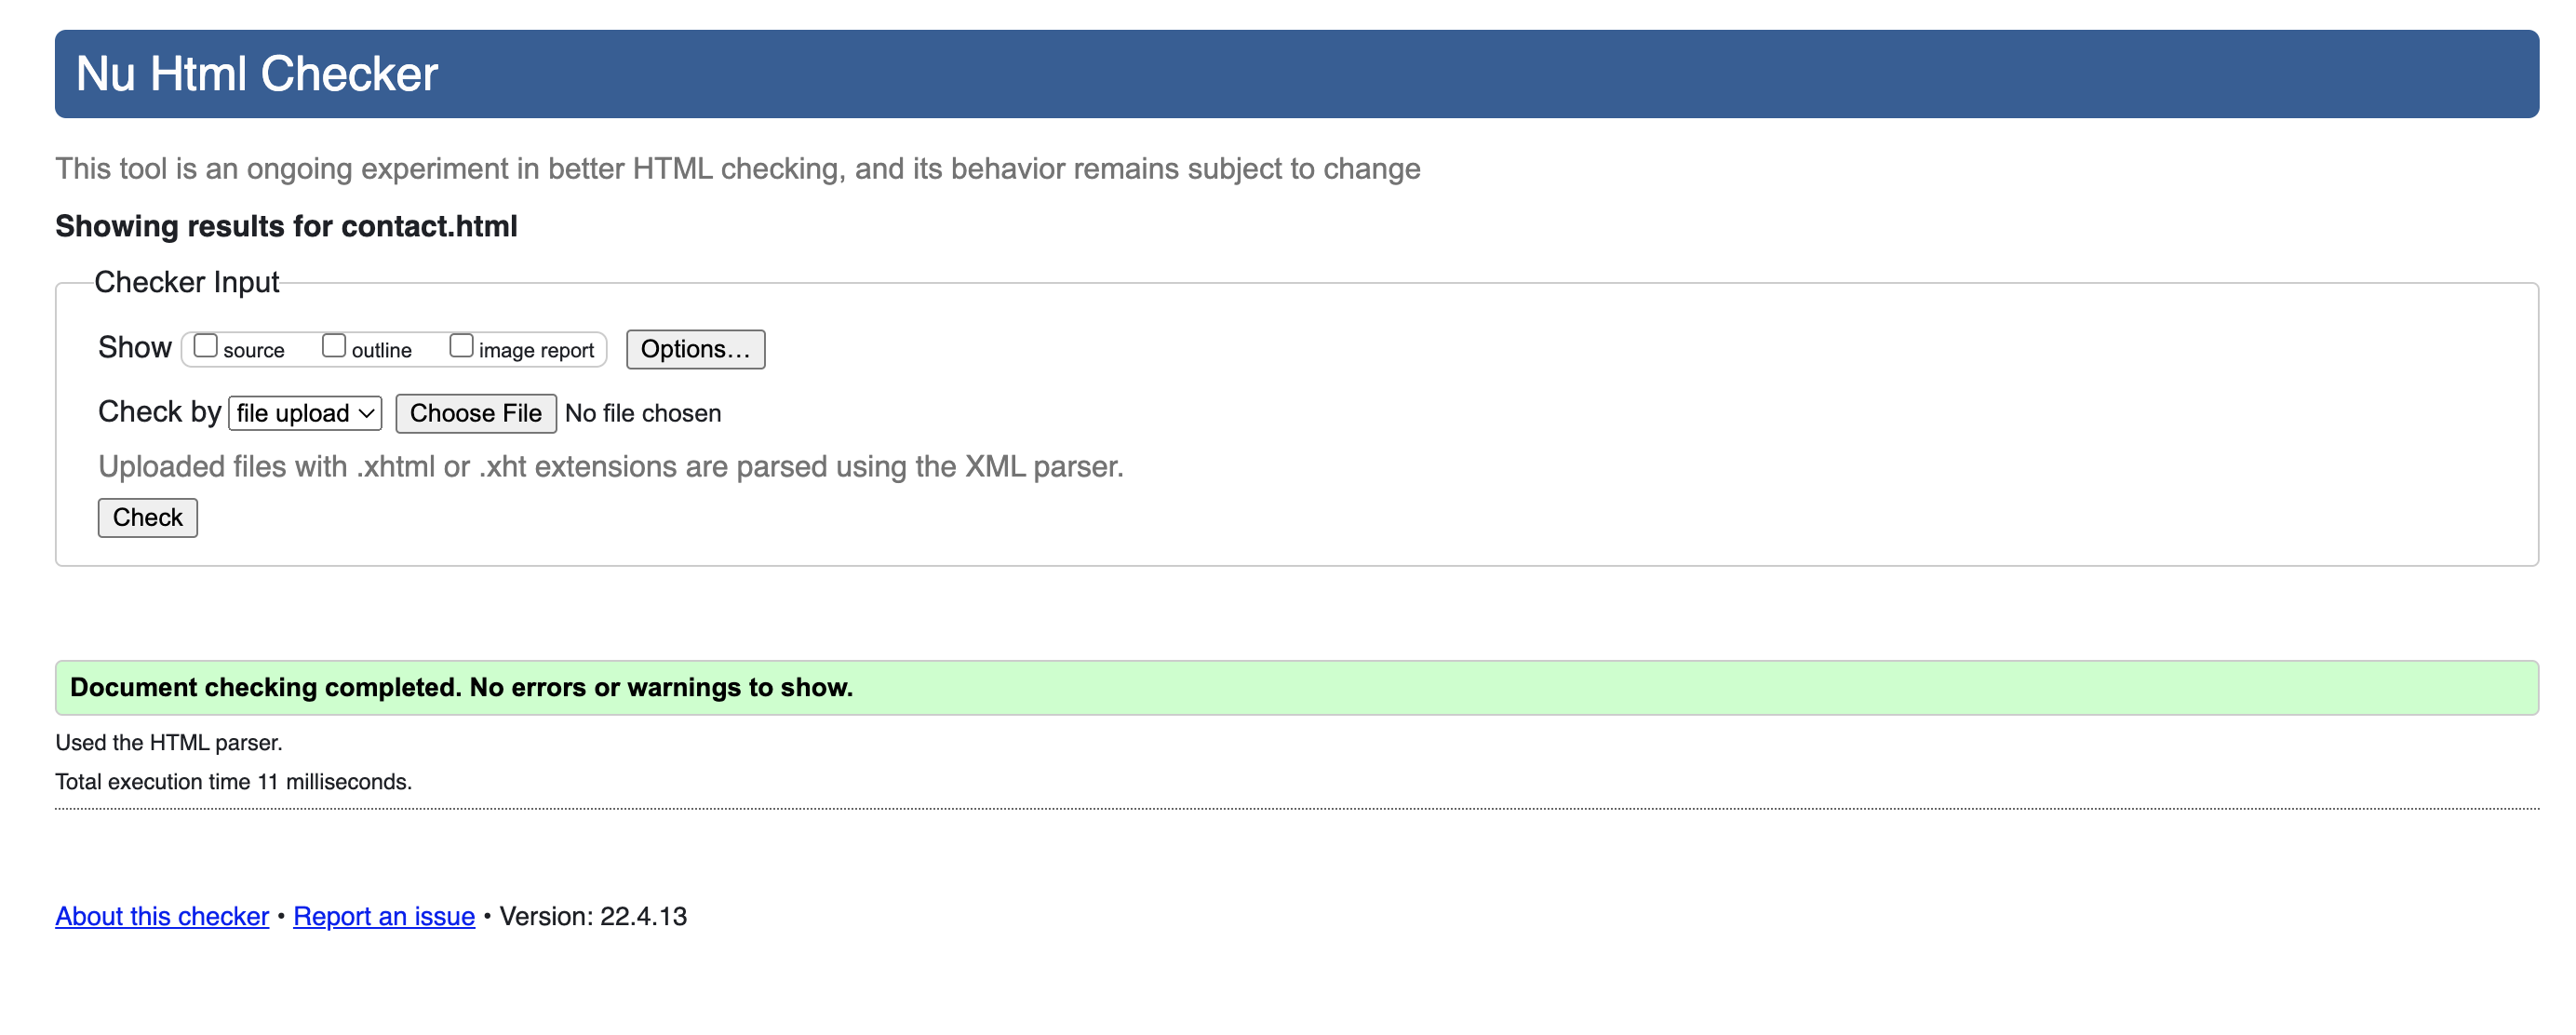 Nu Html Checker
This tool is an ongoing experiment in better HTML checking, and its behavior remains subject to change
Showing results for contact.html
Checker Input
Show source outline image report Options…
Check by file upload Choose File No file chosen
Uploaded files with .xhtml or .xht extensions are parsed using the XML parser.
Check
Document checking completed. No errors or warnings to show.
Used the HTML parser.
Total execution time 11 milliseconds.
About this checker • Report an issue • Version: 22.4.13